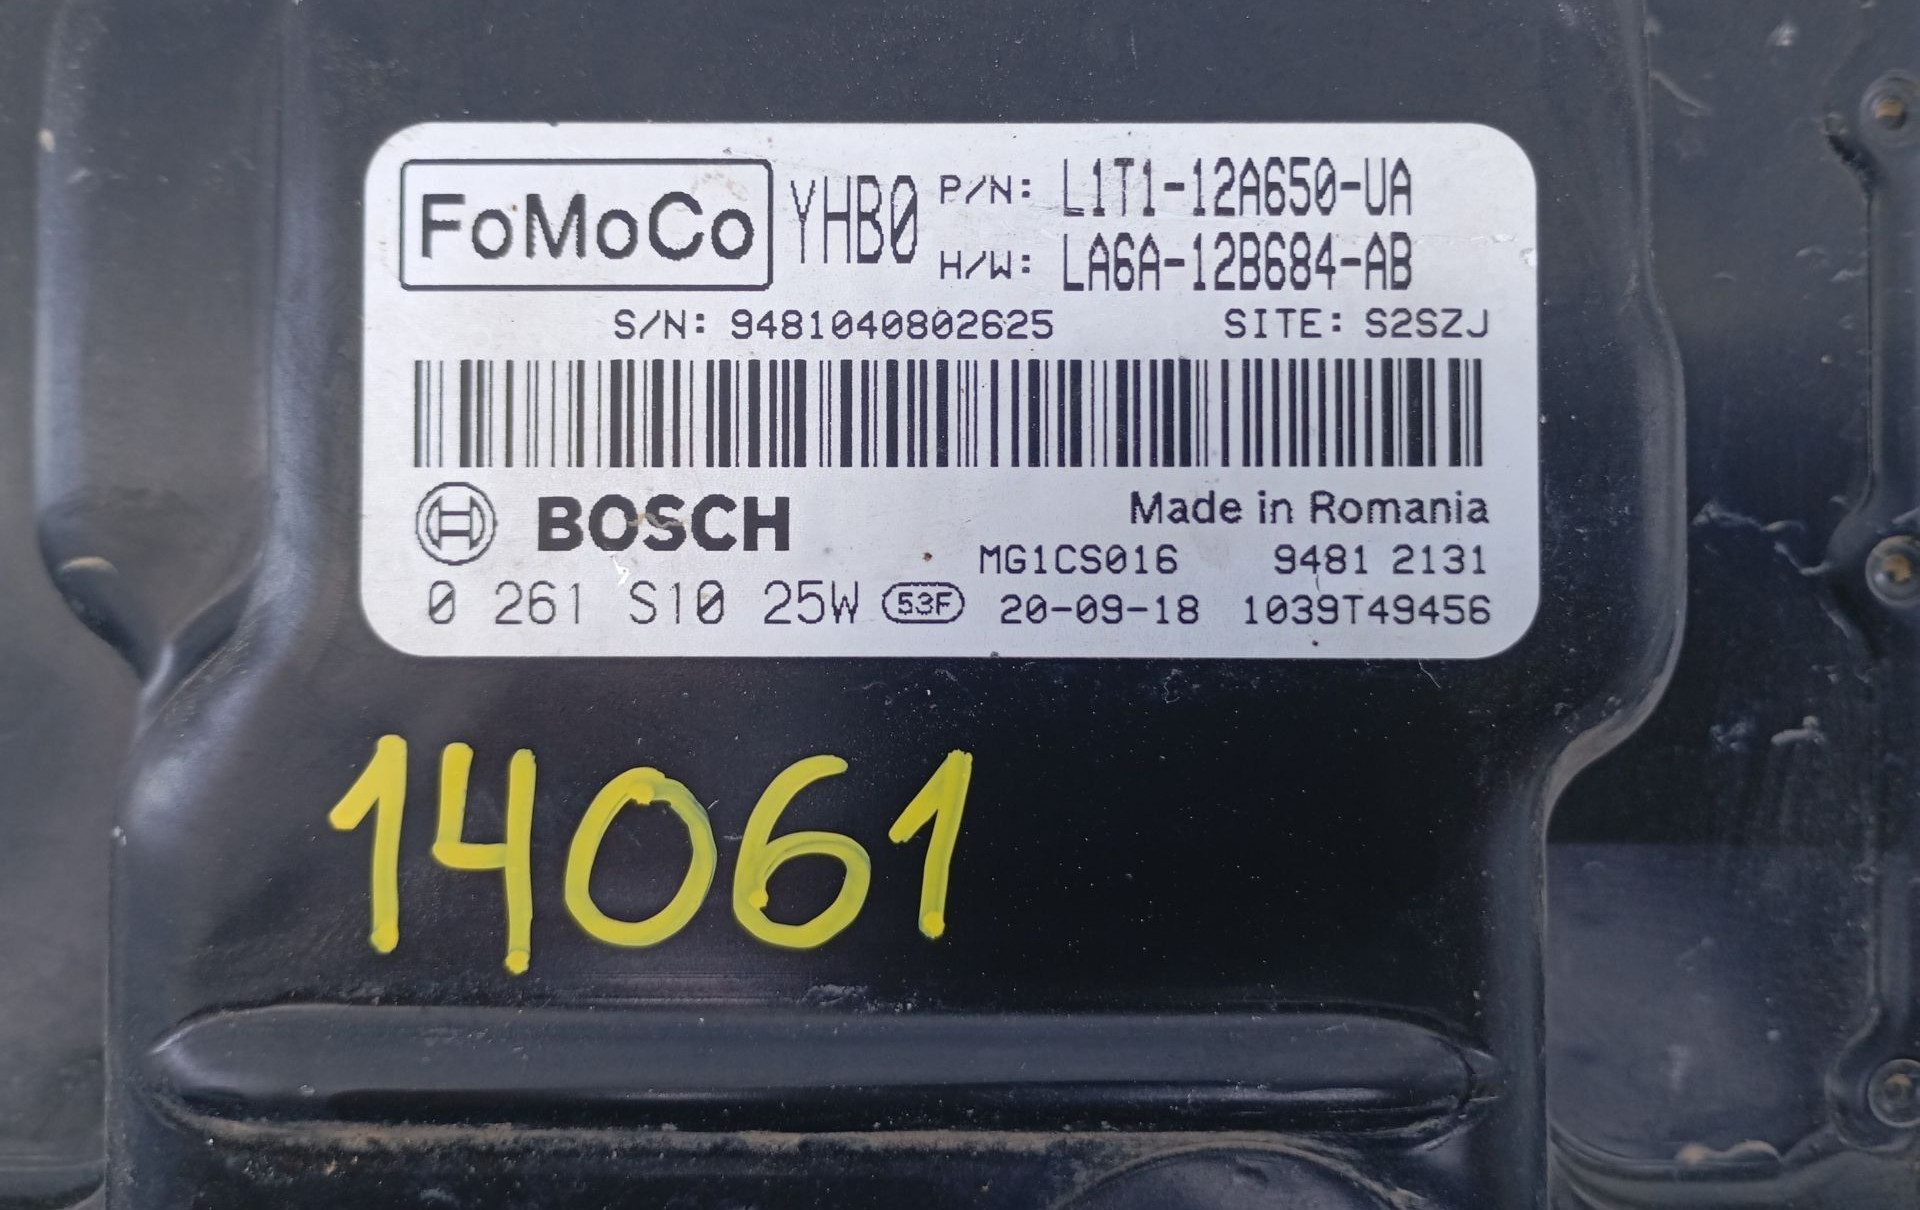 FoMoCo YHB0 P/N: L1T1-12A650-UA
H/W: LA6A-12B684-AB
S/N: 9481040802625 SITE: S2SZJ
BOSCH Made in Romania
MG1CS016 9481 2131
0 261 S10 25W 53F 20-09-18 1039T49456
14061